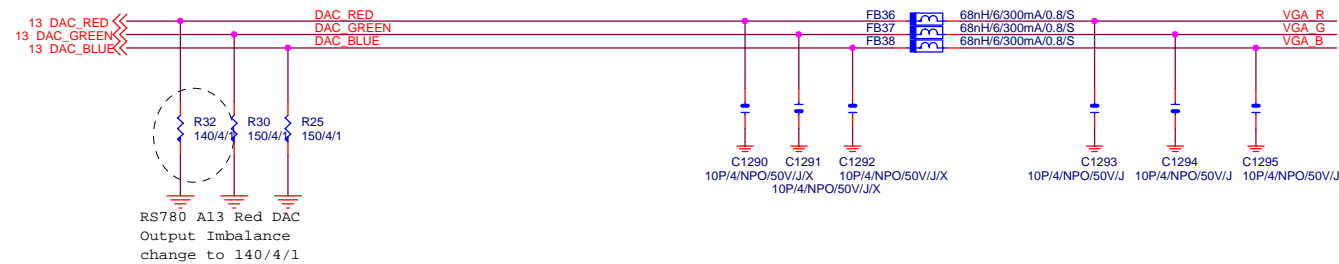 13 DAC_RED DAC_RED FB36 68nH/6/300mA/0.8/S VGA_R
13 DAC_GREEN DAC_GREEN FB37 68nH/6/300mA/0.8/S VGA_G
13 DAC_BLUE DAC_BLUE FB38 68nH/6/300mA/0.8/S VGA_B
R32 R30 R25
140/4/1 150/4/1 150/4/1
C1290 C1291 C1292 C1293 C1294 C1295
10P/4/NPO/50V/J/X 10P/4/NPO/50V/J/X 10P/4/NPO/50V/J 10P/4/NPO/50V/J 10P/4/NPO/50V/J
10P/4/NPO/50V/J/X
RS780 A13 Red DAC
Output Imbalance
change to 140/4/1